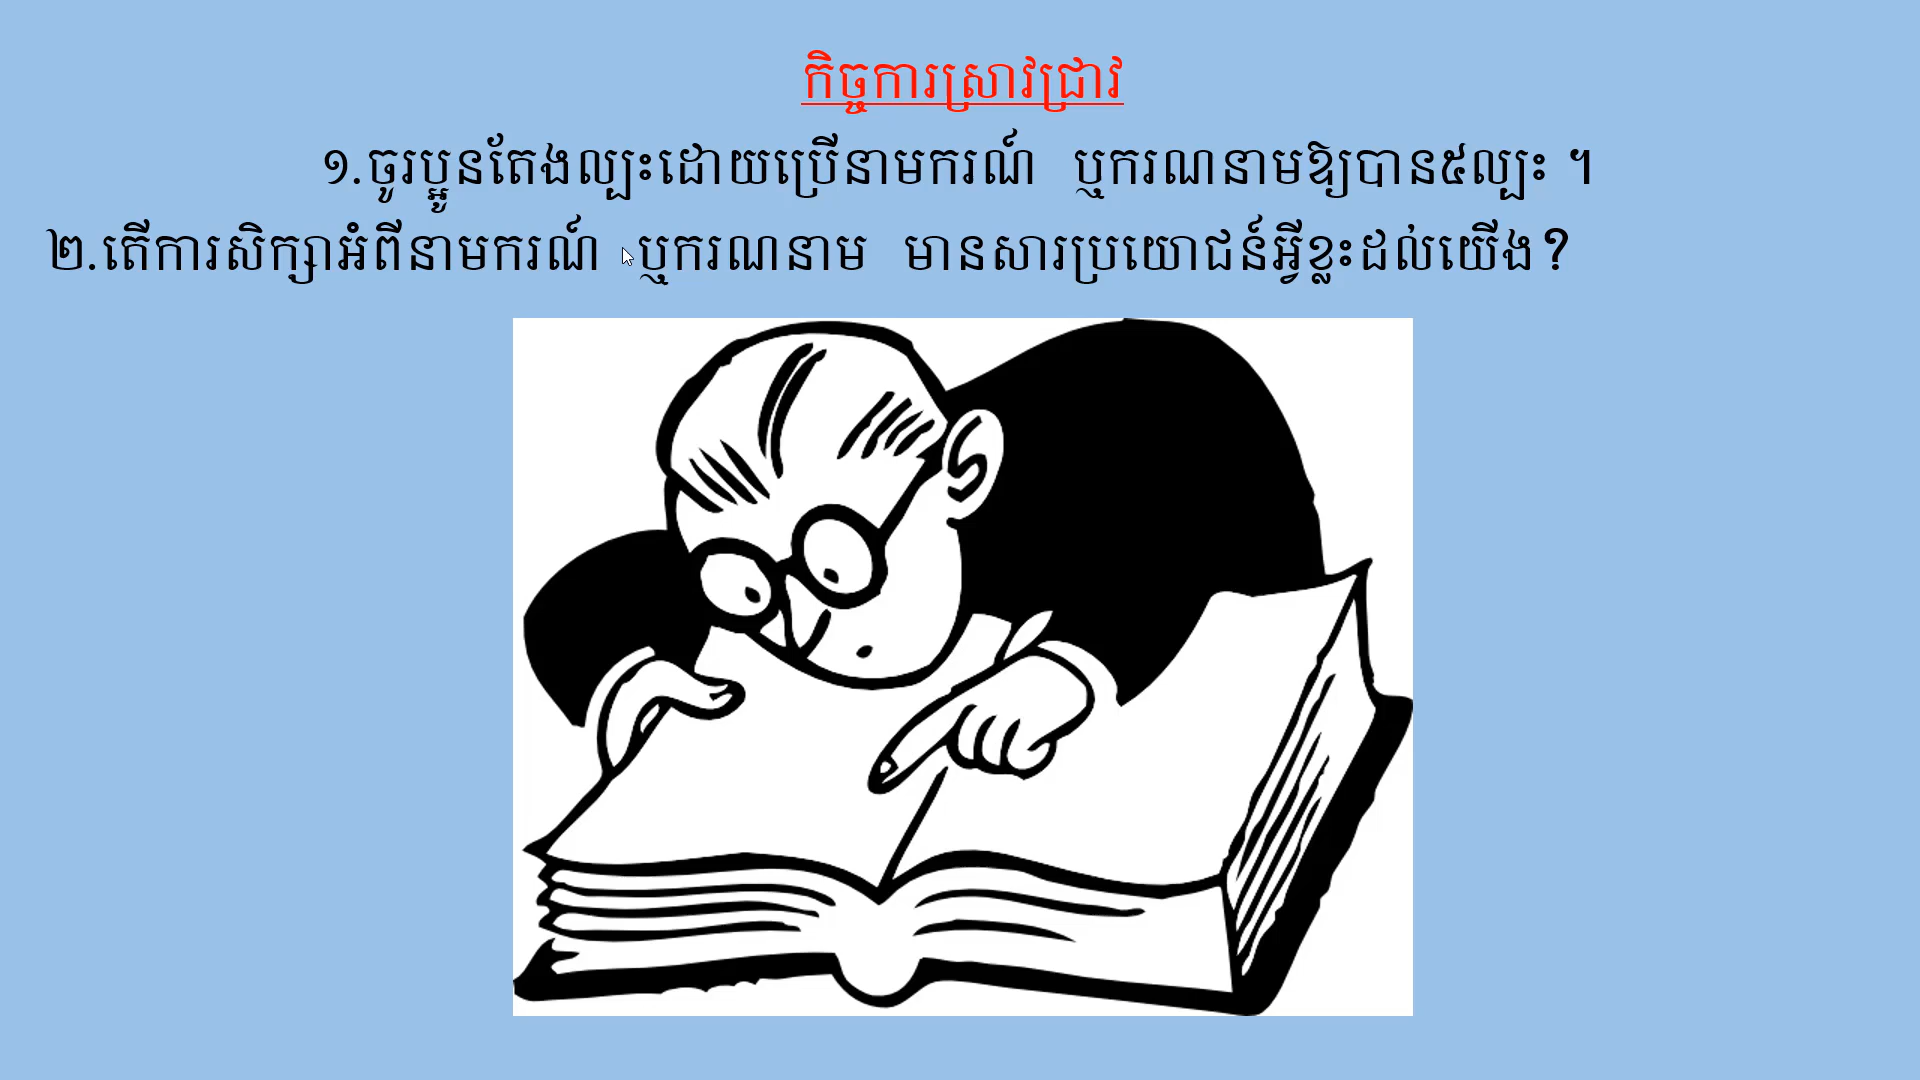 កិច្ចការស្រាវជ្រាវ
១.ចូរប្អូនតែងល្បះដោយប្រើនាមករណ៍ ឬករណនាមឱ្យបាន៥ល្បះ ។
២.តើការសិក្សាអំពីនាមករណ៍ ឬករណនាម មានសារប្រយោជន៍អ្វីខ្លះដល់យើង?